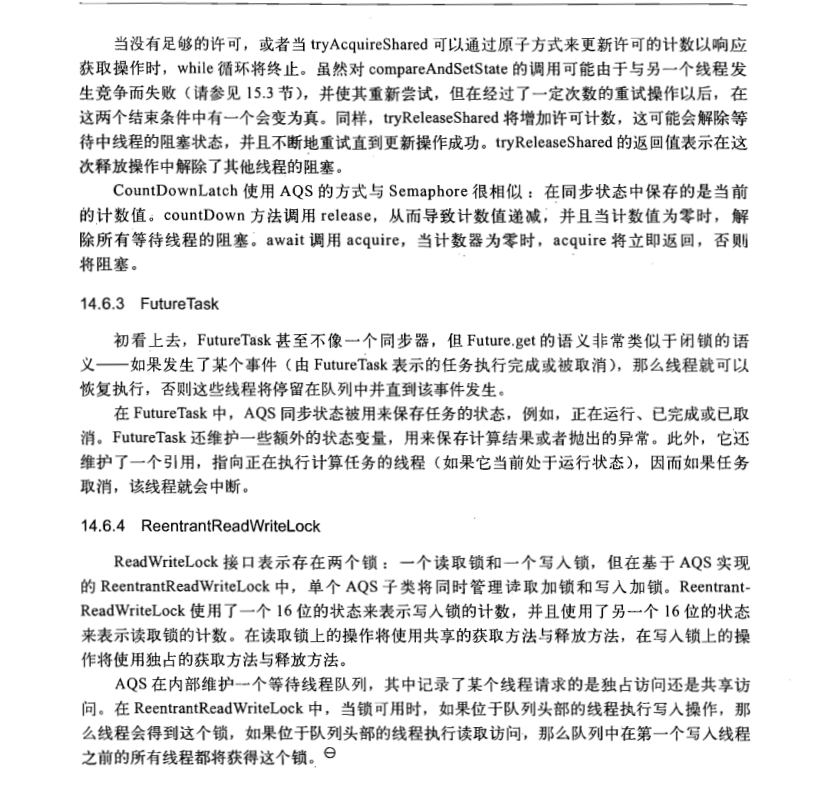 当没有足够的许可，或者当 tryAcquireShared 可以通过原子方式来更新许可的计数以响应
获取操作时，while 循环将终止。虽然对 compareAndSetState 的调用可能由于与另一个线程发
生竞争而失败（请参见 15.3 节），并使其重新尝试，但在经过了一定次数的重试操作以后，在
这两个结束条件中有一个会变为真。同样，tryReleaseShared 将增加许可计数，这可能会解除等
待中线程的阻塞状态，并且不断地重试直到更新操作成功。tryReleaseShared 的返回值表示在这
次释放操作中解除了其他线程的阻塞。
CountDownLatch 使用 AQS 的方式与 Semaphore 很相似：在同步状态中保存的是当前
的计数值。countDown 方法调用 release，从而导致计数值递减，并且当计数值为零时，解
除所有等待线程的阻塞。await 调用 acquire，当计数器为零时，acquire 将立即返回，否则
将阻塞。
14.6.3 FutureTask
初看上去，FutureTask 甚至不像一个同步器，但 Future.get 的语义非常类似于闭锁的语
义——如果发生了某个事件（由 FutureTask 表示的任务执行完成或被取消），那么线程就可以
恢复执行，否则这些线程将停留在队列中并直到该事件发生。
在 FutureTask 中，AQS 同步状态被用来保存任务的状态，例如，正在运行、已完成或已取
消。FutureTask 还维护一些额外的状态变量，用来保存计算结果或者抛出的异常。此外，它还
维护了一个引用，指向正在执行计算任务的线程（如果它当前处于运行状态），因而如果任务
取消，该线程就会中断。
14.6.4 ReentrantReadWriteLock
ReadWriteLock 接口表示存在两个锁：一个读取锁和一个写入锁，但在基于 AQS 实现
的 ReentrantReadWriteLock 中，单个 AQS 子类将同时管理读取加锁和写入加锁。Reentrant-
ReadWriteLock 使用了一个 16 位的状态来表示写入锁的计数，并且使用了另一个 16 位的状态
来表示读取锁的计数。在读取锁上的操作将使用共享的获取方法与释放方法，在写入锁上的操
作将使用独占的获取方法与释放方法。
AQS 在内部维护一个等待线程队列，其中记录了某个线程请求的是独占访问还是共享访
问。在 ReentrantReadWriteLock 中，当锁可用时，如果位于队列头部的线程执行写入操作，那
么线程会得到这个锁，如果位于队列头部的线程执行读取访问，那么队列中在第一个写入线程
之前的所有线程都将获得这个锁。㊀